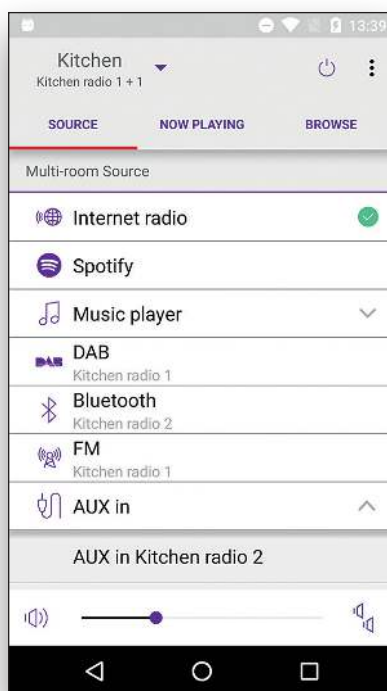 13:39
Kitchen
Kitchen radio 1 + 1
SOURCE NOW PLAYING BROWSE
Multi-room Source
Internet radio
Spotify
Music player
DAB DAB
Kitchen radio 1
Bluetooth
Kitchen radio 2
FM
Kitchen radio 1
AUX in
AUX in Kitchen radio 2